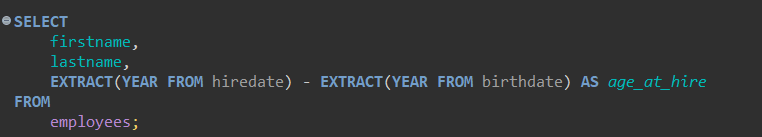 SELECT
firstname,
lastname,
EXTRACT(YEAR FROM hiredate) - EXTRACT(YEAR FROM birthdate) AS age_at_hire
FROM
employees;